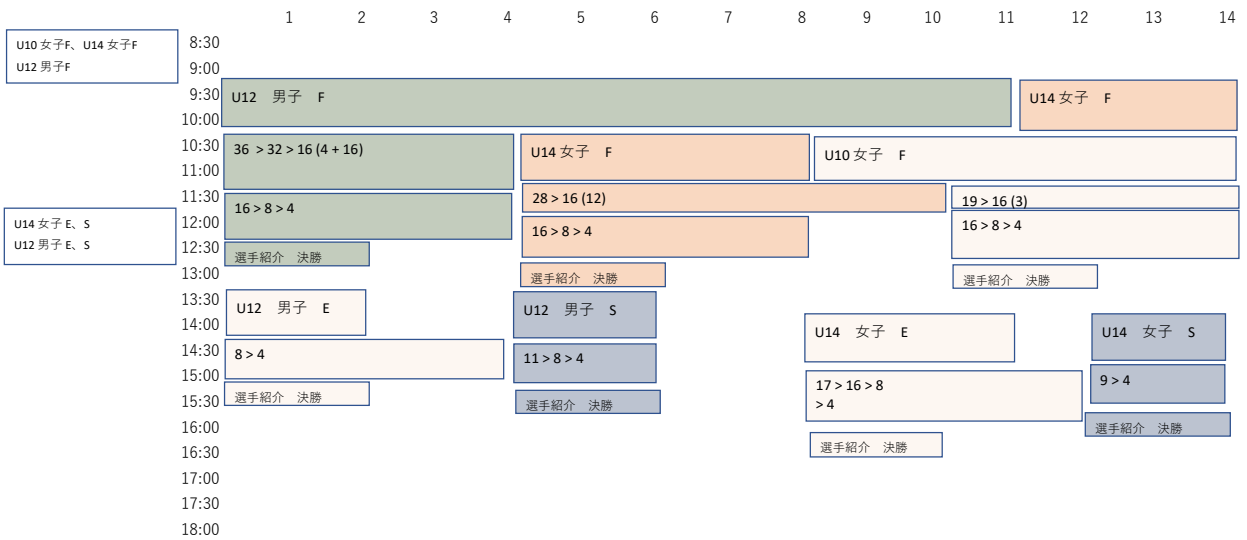 1 2 3 4 5 6 7 8 9 10 11 12 13 14
U10 女子F、U14 女子F
U12 男子F
8:30
9:00
9:30
10:00
U12 男子 F
U14 女子 F
10:30
11:00
36 > 32 > 16 (4 + 16)
U14 女子 F
U10 女子 F
11:30
28 > 16 (12)
19 > 16 (3)
U14 女子 E、S
U12 男子 E、S
12:00
16 > 8 > 4
16 > 8 > 4
16 > 8 > 4
12:30
選手紹介 決勝
13:00
選手紹介 決勝
選手紹介 決勝
13:30
14:00
U12 男子 E
U12 男子 S
U14 女子 E
U14 女子 S
14:30
8 > 4
11 > 8 > 4
15:00
17 > 16 > 8
> 4
9 > 4
15:30
選手紹介 決勝
選手紹介 決勝
16:00
選手紹介 決勝
16:30
選手紹介 決勝
17:00
17:30
18:00